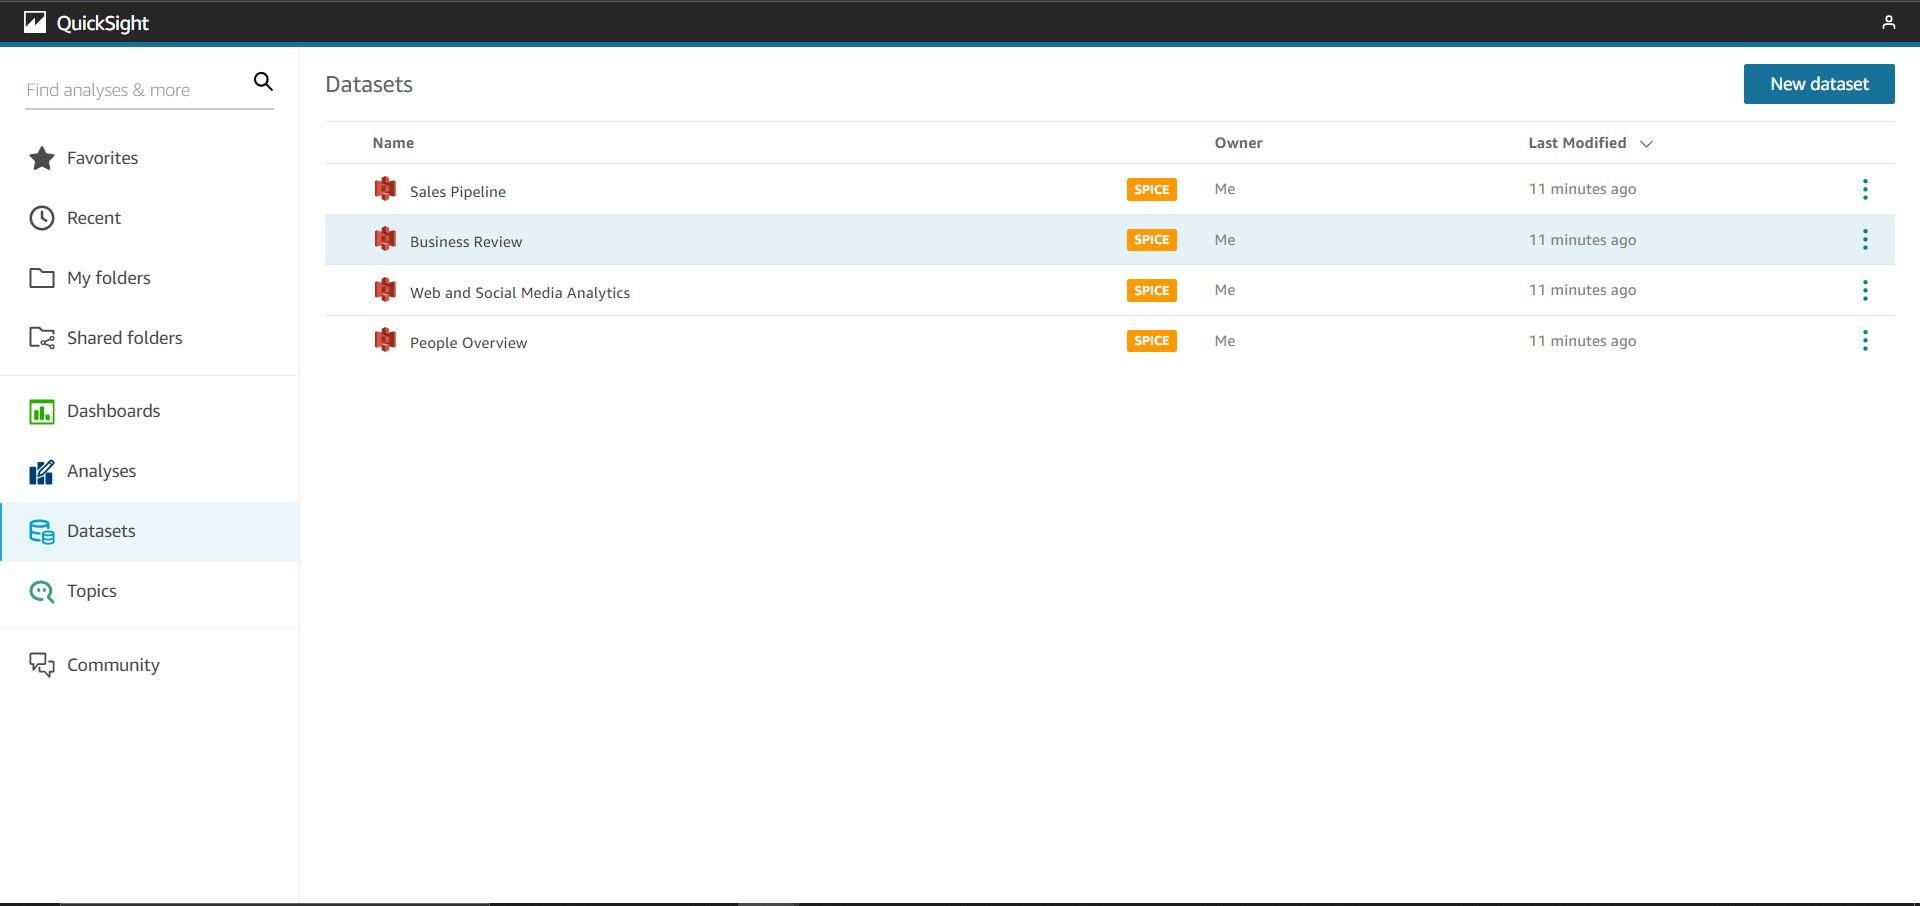 QuickSight
Find analyses & more
Favorites
Recent
My folders
Shared folders
Dashboards
Analyses
Datasets
Topics
Community
Datasets
New dataset
Name Owner Last Modified
Sales Pipeline SPICE Me 11 minutes ago
Business Review SPICE Me 11 minutes ago
Web and Social Media Analytics SPICE Me 11 minutes ago
People Overview SPICE Me 11 minutes ago